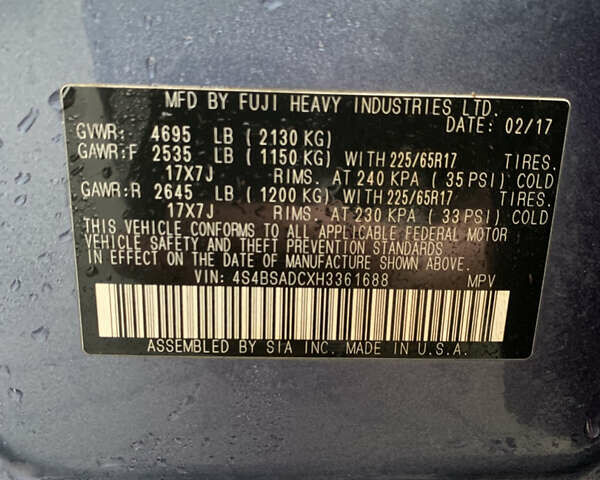 MFD BY FUJI HEAVY INDUSTRIES LTD.
DATE: 02/17
GVWR: 4695 LB (2130 KG)
GAWR:F 2535 LB (1150 KG) WITH 225/65R17 TIRES.
17X7J RIMS. AT 240 KPA (35 PSI) COLD
GAWR:R 2645 LB (1200 KG) WITH 225/65R17 TIRES.
17X7J RIMS. AT 230 KPA (33 PSI) COLD
THIS VEHICLE CONFORMS TO ALL APPLICABLE FEDERAL MOTOR
VEHICLE SAFETY AND THEFT PREVENTION STANDARDS
IN EFFECT ON THE DATE OF MANUFACTURE SHOWN ABOVE.
VIN: 4S4BSADCXH3361688 MPV
ASSEMBLED BY SIA INC. MADE IN U.S.A.